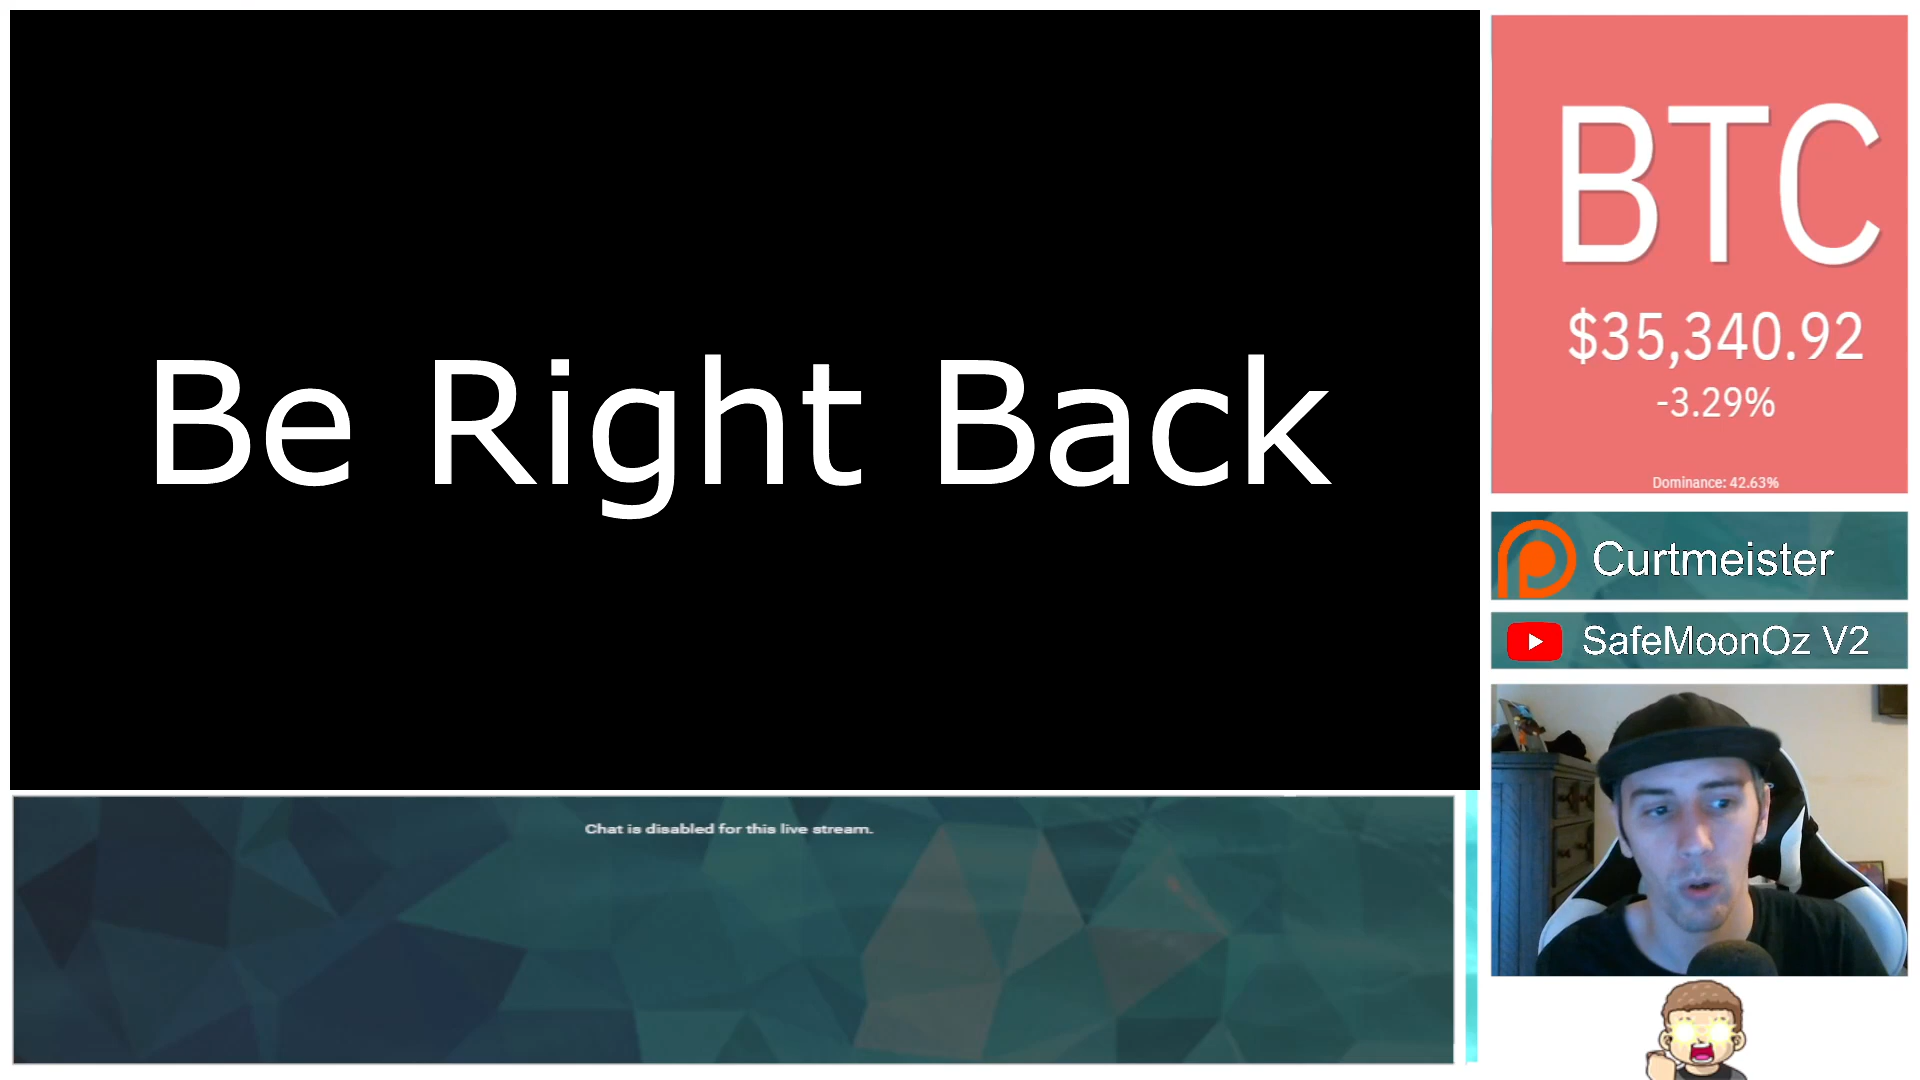 Be Right Back
BTC
$35,340.92
-3.29%
Dominance: 42.63%
Curtmeister
SafeMoonOz V2
Chat is disabled for this live stream.